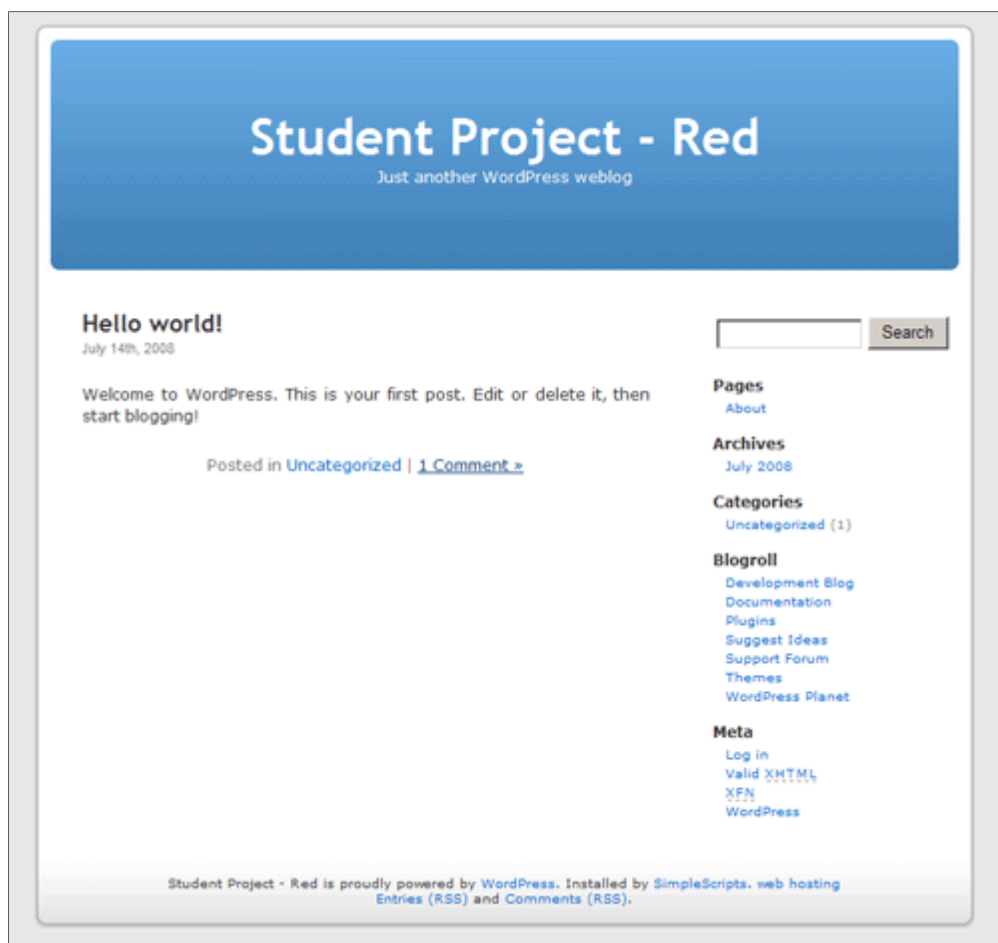 Student Project - Red
Just another WordPress weblog
Hello world!
July 14th, 2008
Welcome to WordPress. This is your first post. Edit or delete it, then
start blogging!
Posted in Uncategorized | 1 Comment »
Search
Pages
About
Archives
July 2008
Categories
Uncategorized (1)
Blogroll
Development Blog
Documentation
Plugins
Suggest Ideas
Support Forum
Themes
WordPress Planet
Meta
Log in
Valid XHTML
XFN
WordPress
Student Project - Red is proudly powered by WordPress. Installed by SimpleScripts. web hosting
Entries (RSS) and Comments (RSS).